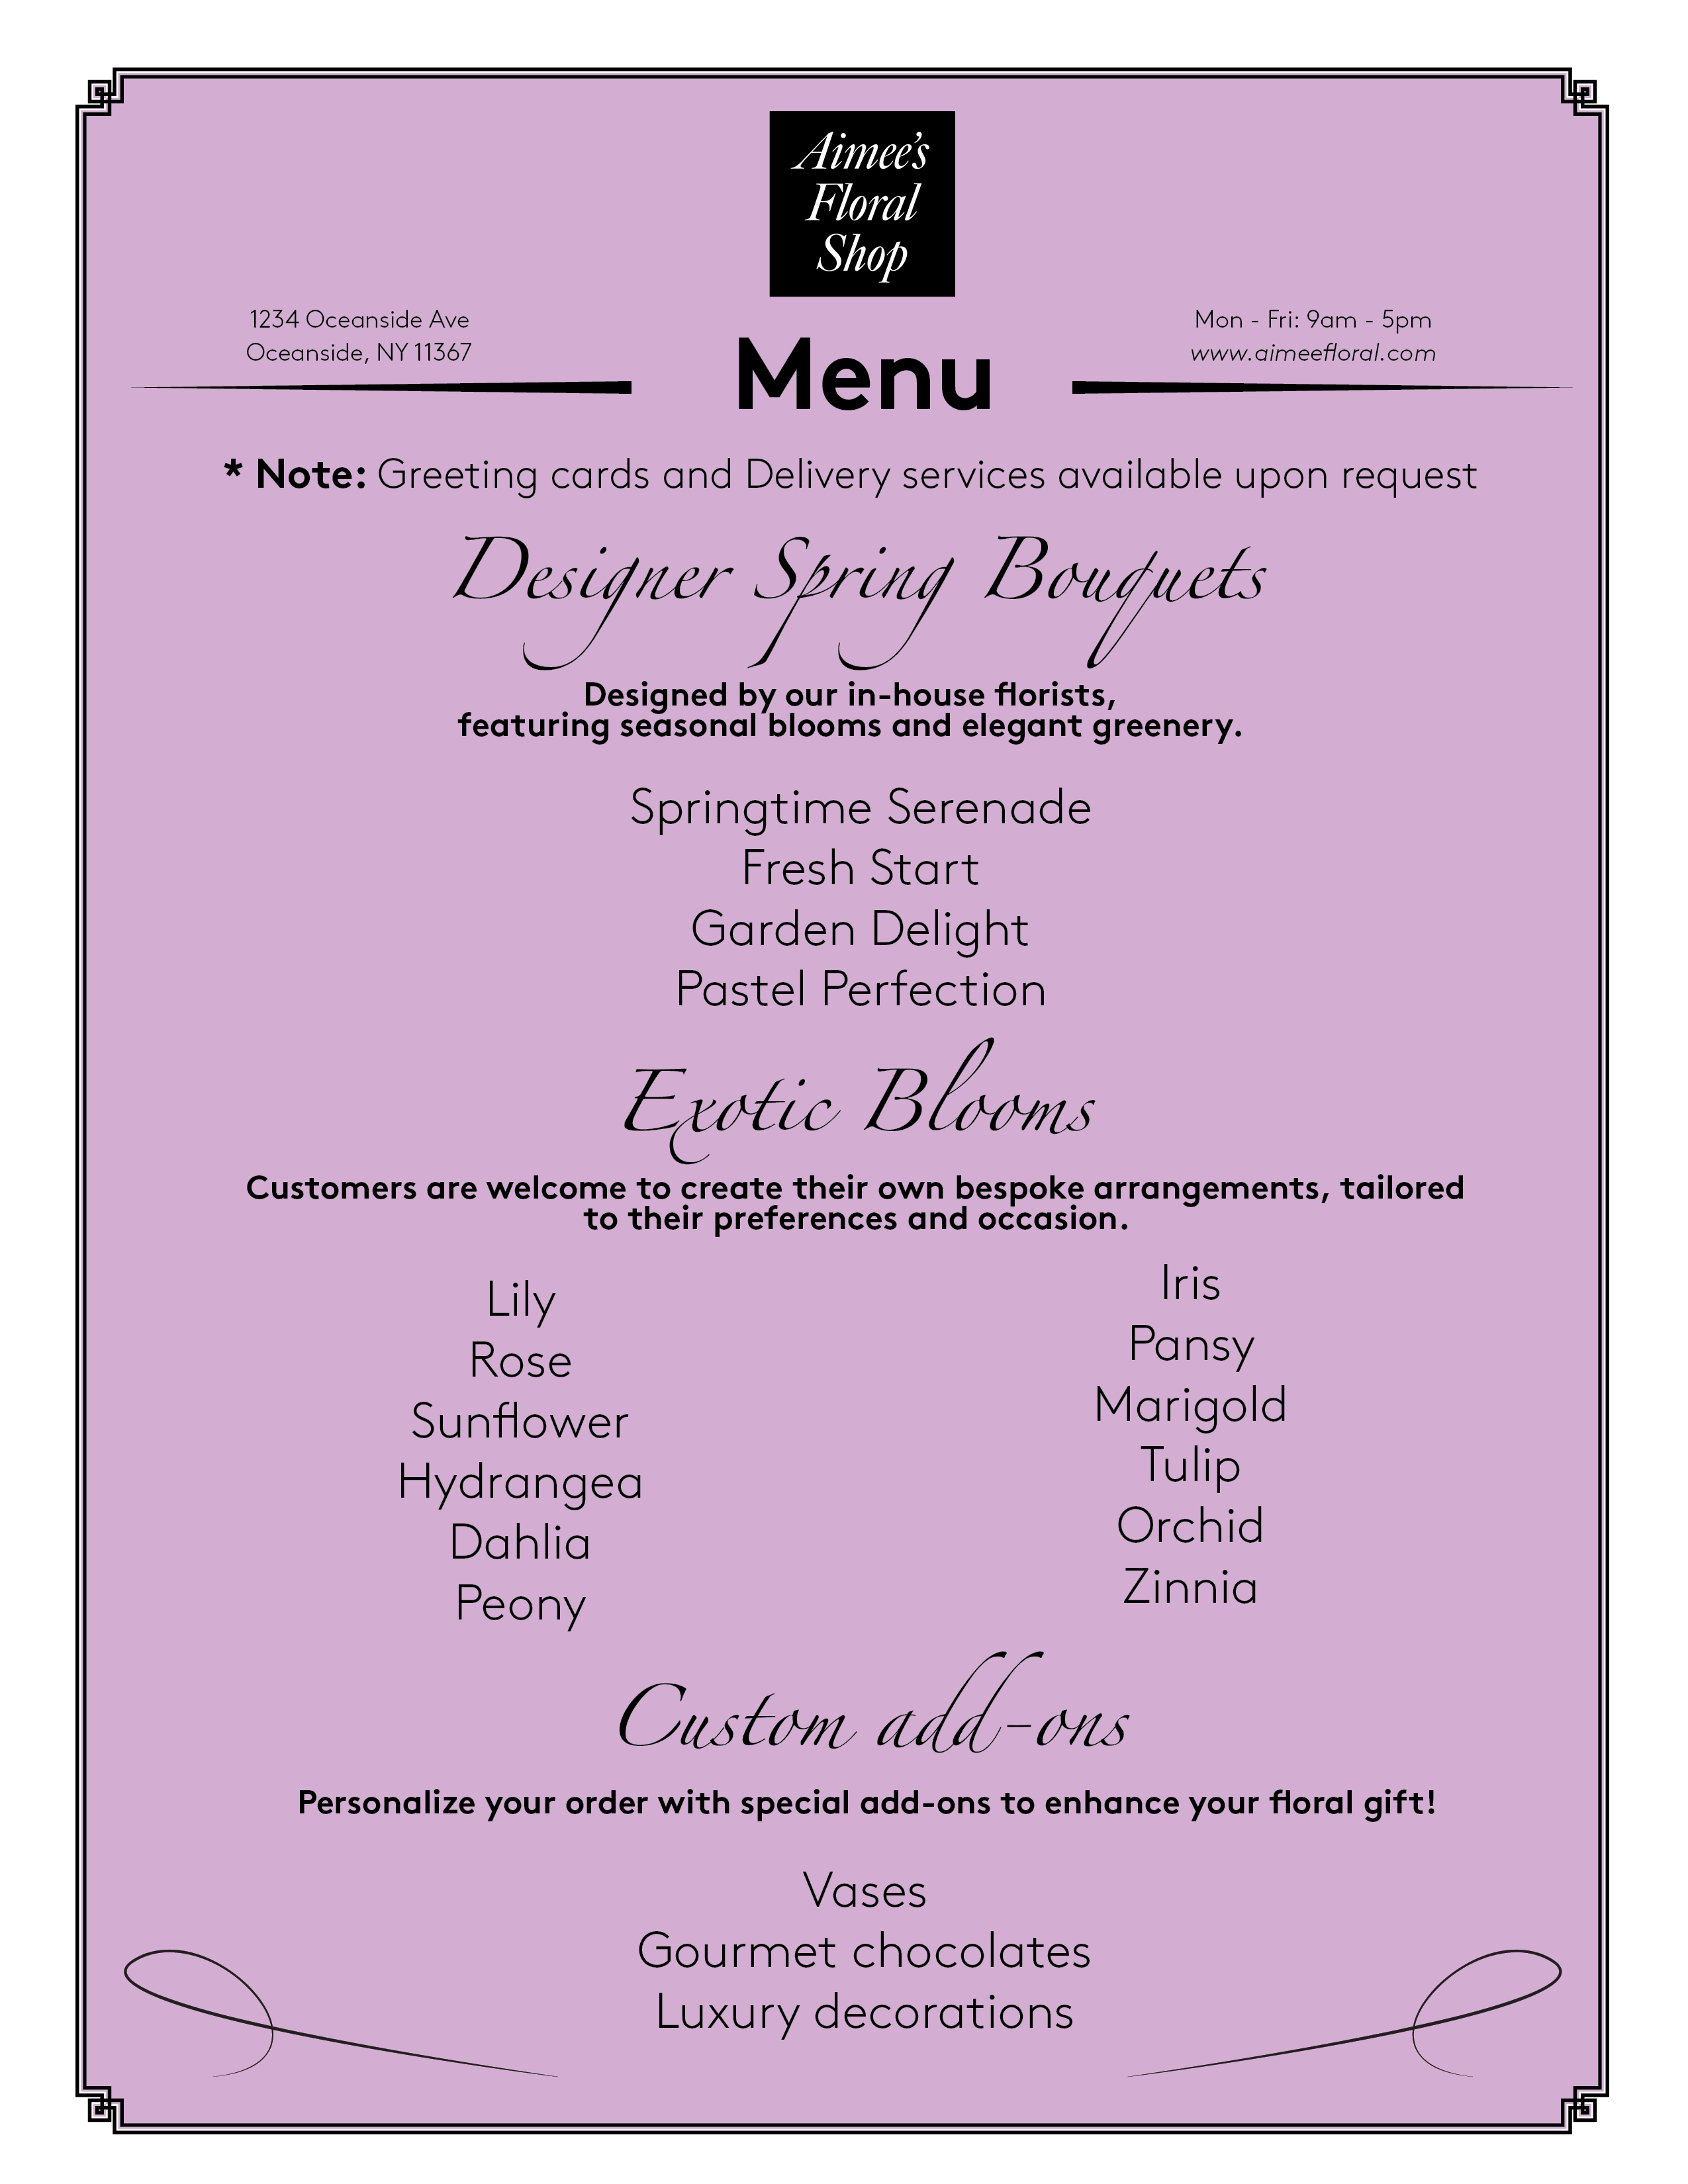 Aimee's
Floral
Shop
1234 Oceanside Ave
Oceanside, NY 11367
Mon - Fri: 9am - 5pm
www.aimeefloral.com
Menu
* Note: Greeting cards and Delivery services available upon request
Designer Spring Bouquets
Designed by our in-house florists,
featuring seasonal blooms and elegant greenery.
Springtime Serenade
Fresh Start
Garden Delight
Pastel Perfection
Exotic Blooms
Customers are welcome to create their own bespoke arrangements, tailored
to their preferences and occasion.
Lily
Rose
Sunflower
Hydrangea
Dahlia
Peony
Iris
Pansy
Marigold
Tulip
Orchid
Zinnia
Custom add-ons
Personalize your order with special add-ons to enhance your floral gift!
Vases
Gourmet chocolates
Luxury decorations